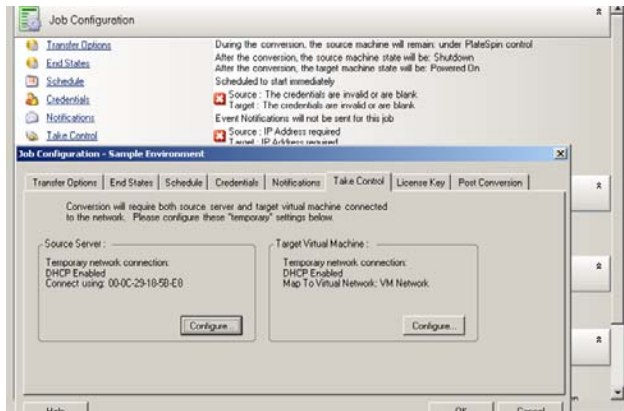 Job Configuration
Transfer Options During the conversion, the source machine will remain: under PlateSpin control
End States After the conversion, the source machine state will be: Shutdown
After the conversion, the target machine state will be: Powered On
Schedule Scheduled to start immediately
Credentials Source : The credentials are invalid or are blank
Target : The credentials are invalid or are blank
Notifications Event Notifications will not be sent for this job
Take Control Source : IP Address required
Target : IP Address required
Job Configuration - Sample Environment
Transfer Options End States Schedule Credentials Notifications Take Control License Key Post Conversion
Conversion will require both source server and target virtual machine connected
to the network. Please configure these "temporary" settings below.
Source Server : Target Virtual Machine :
Temporary network connection: Temporary network connection:
DHCP Enabled DHCP Enabled
Connect using: 00-0C-29-18-5B-E8 Map To Virtual Network: VM Network
Configure... Configure...
Help OK Cancel